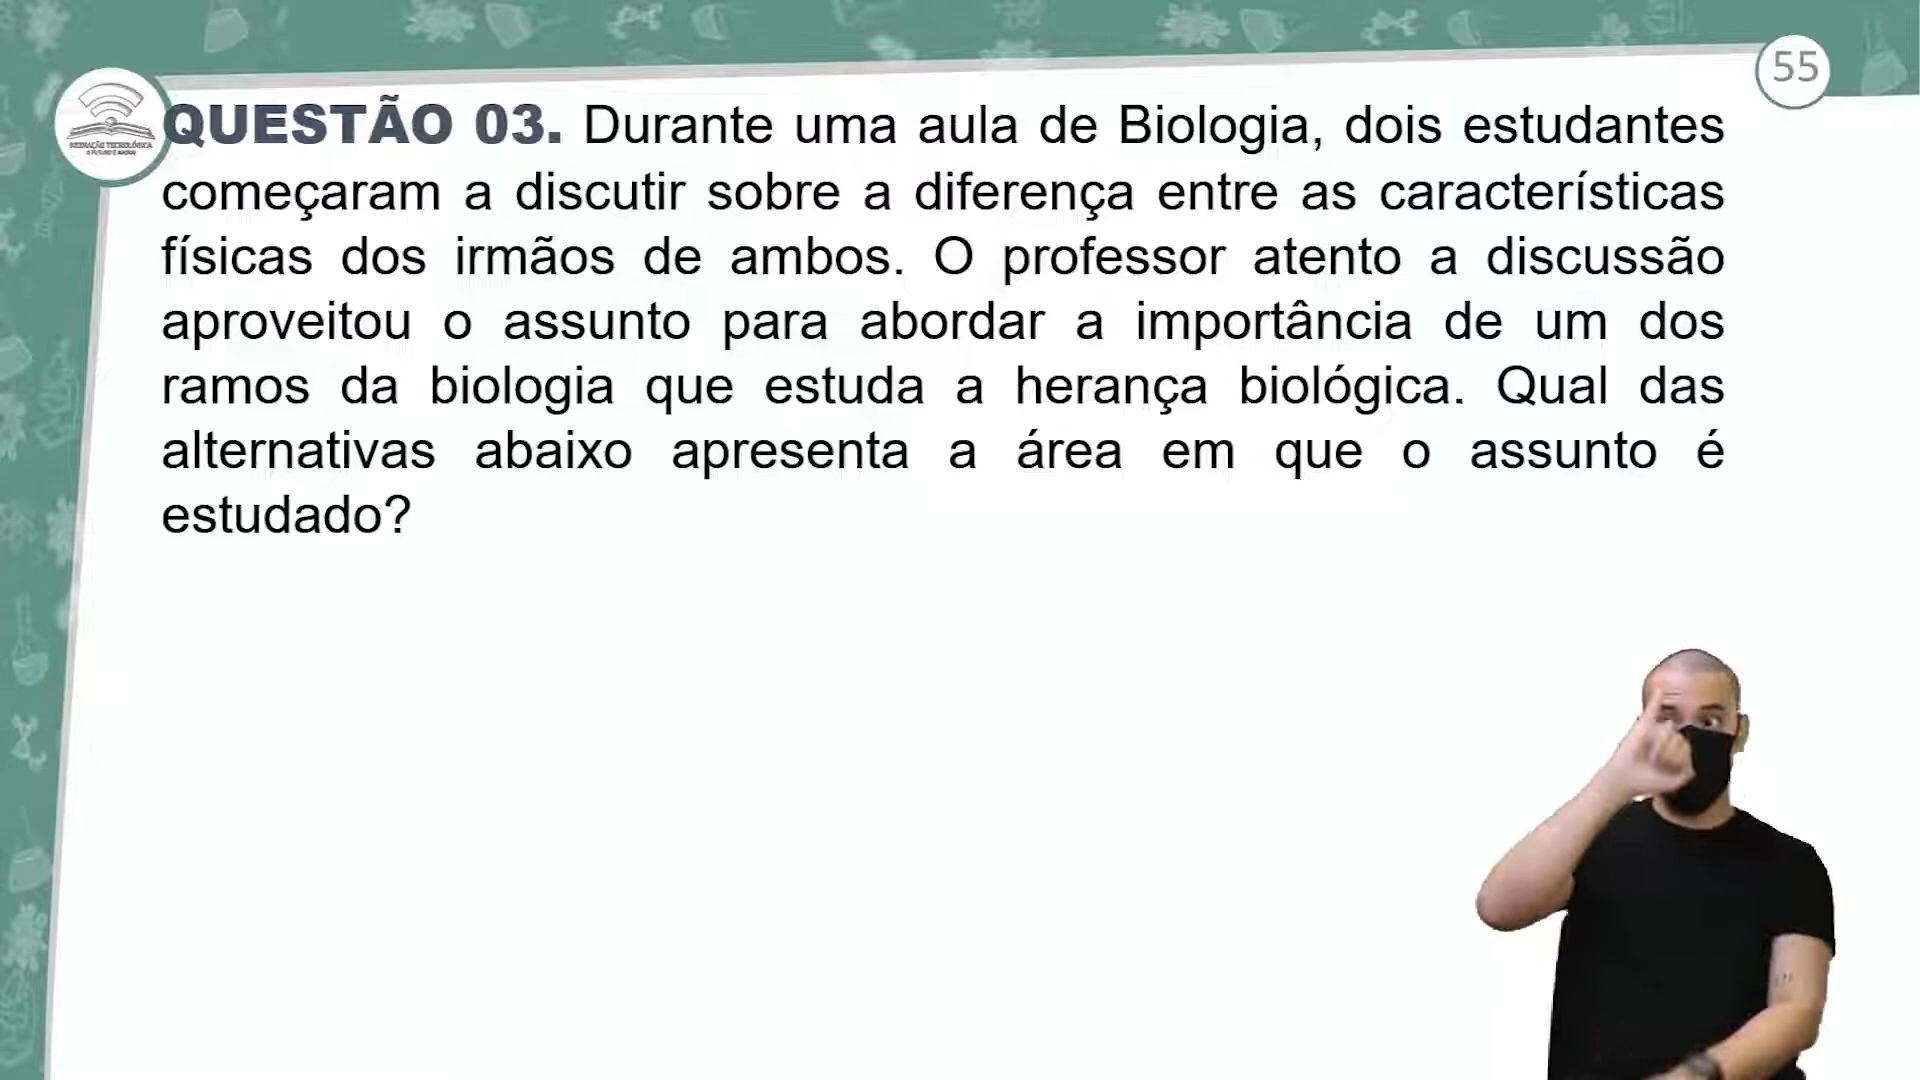 55
QUESTÃO 03. Durante uma aula de Biologia, dois estudantes
começaram a discutir sobre a diferença entre as características
físicas dos irmãos de ambos. O professor atento a discussão
aproveitou o assunto para abordar a importância de um dos
ramos da biologia que estuda a herança biológica. Qual das
alternativas abaixo apresenta a área em que o assunto é
estudado?
MEDIAÇÃO TECNOLÓGICA